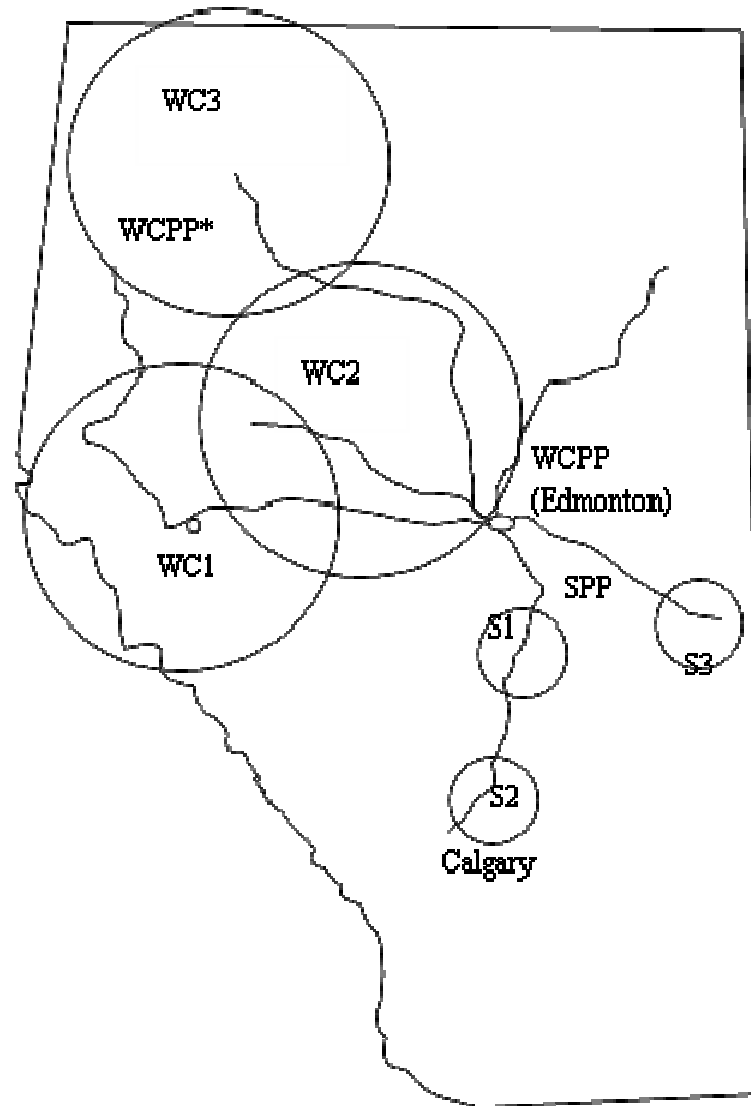 WC3
WCPP*
WC2
WCPP
(Edmonton)
WC1
SPP
S1
S3
S2
Calgary